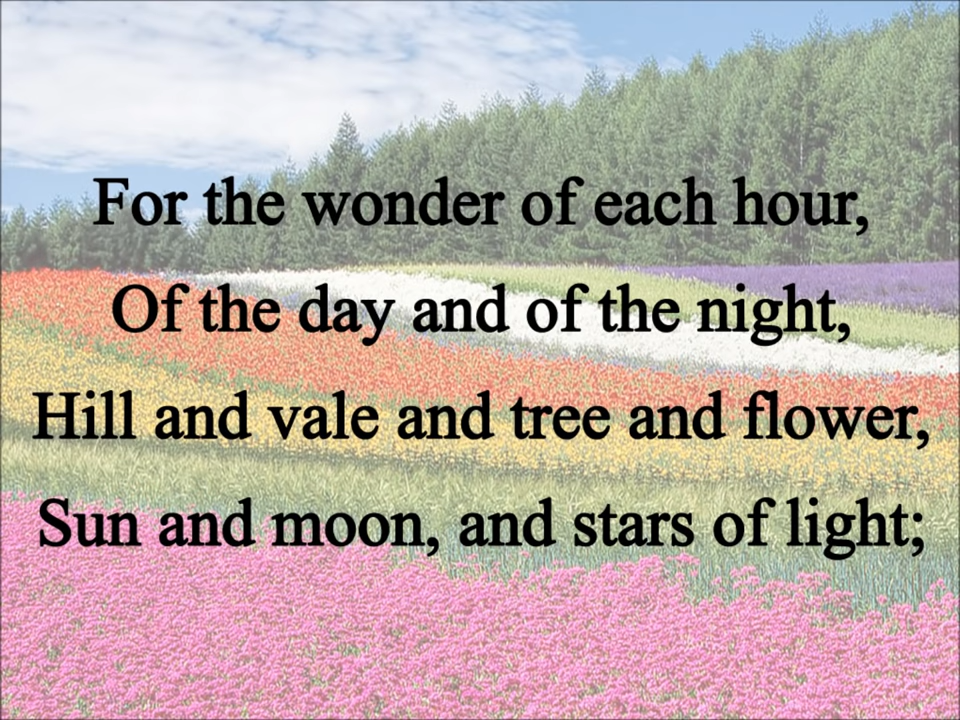 For the wonder of each hour,
Of the day and of the night,
Hill and vale and tree and flower,
Sun and moon, and stars of light;